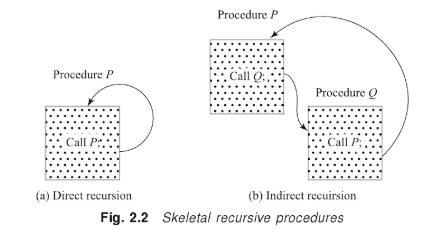 Procedure P
Call Q;
Procedure P
Procedure Q
Call P;
Call P;
(a) Direct recursion
(b) Indirect recuirsion
Fig. 2.2 Skeletal recursive procedures